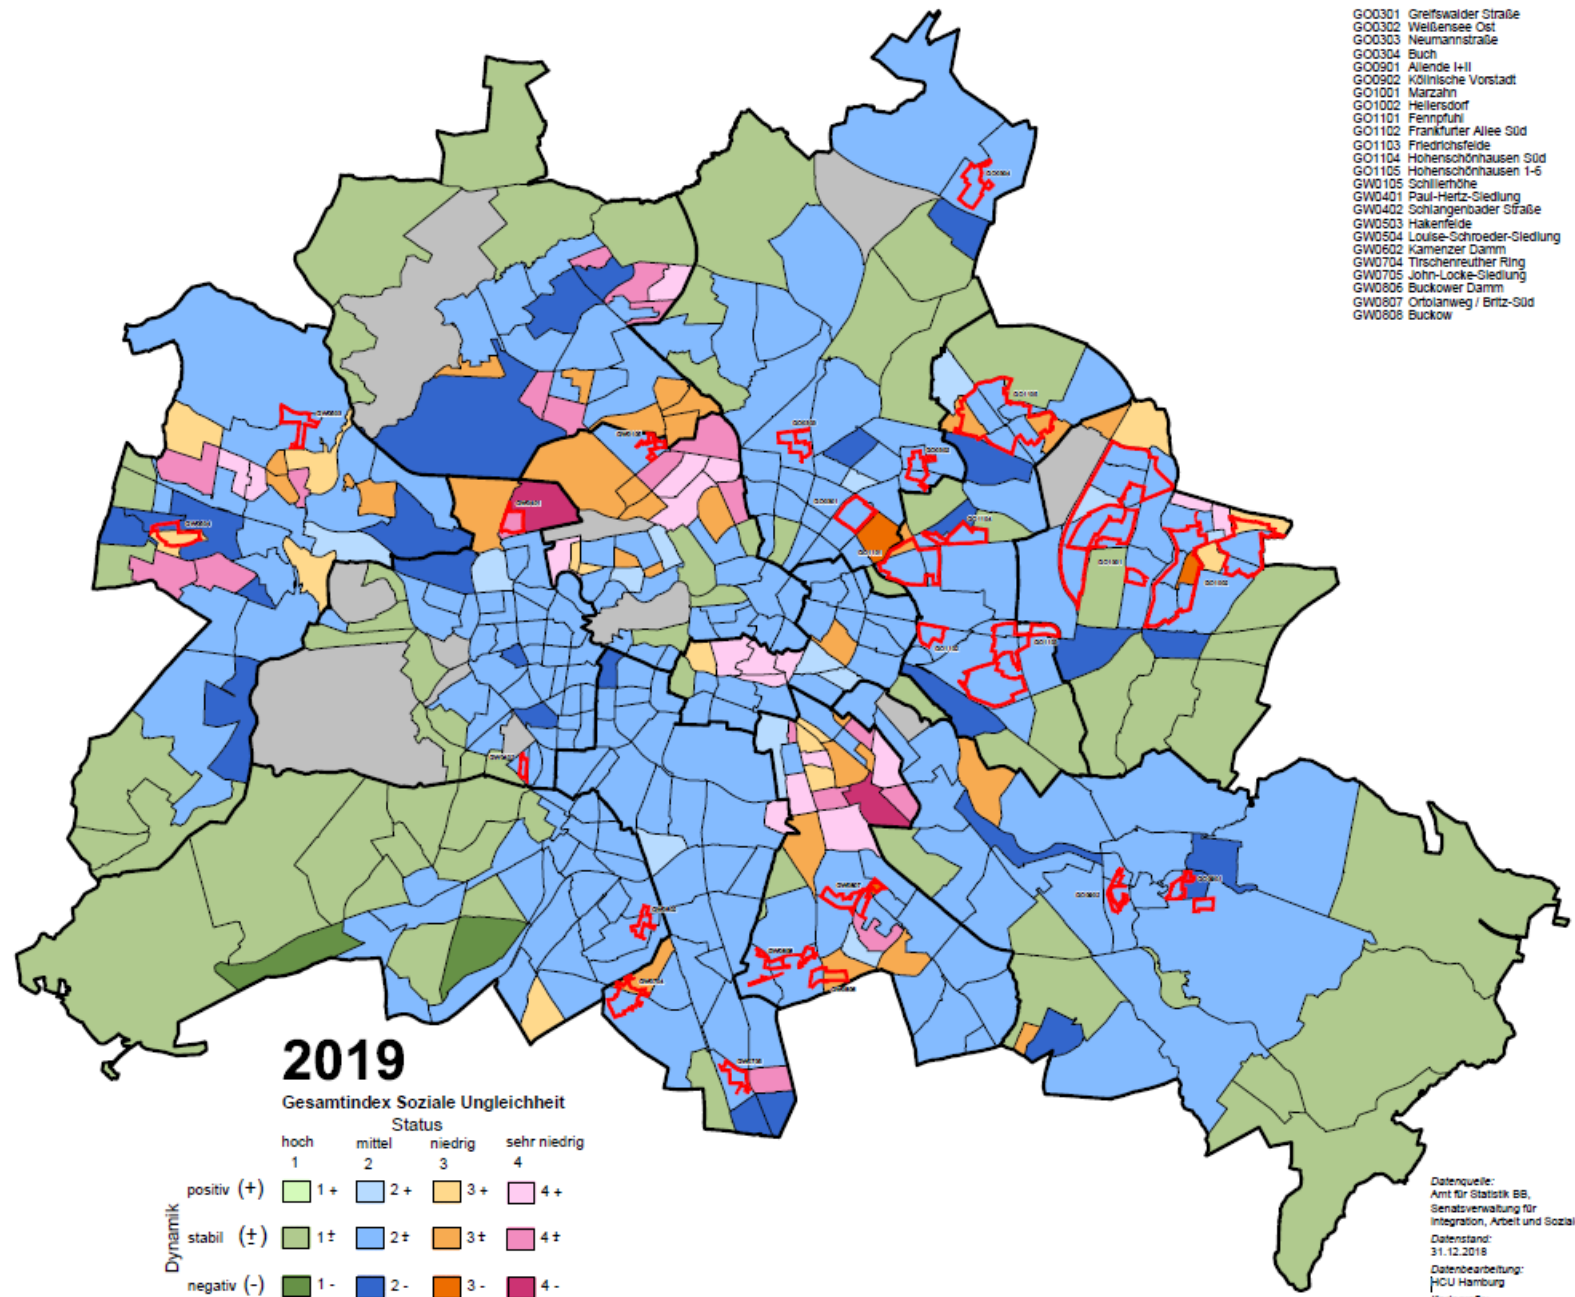 GO0301 Greifswalder Straße
GO0302 Weißensee Ost
GO0303 Neumannstraße
GO0304 Buch
GO0901 Allende I+II
GO0902 Köllnische Vorstadt
GO1001 Marzahn
GO1002 Hellersdorf
GO1101 Fennpfuhl
GO1102 Frankfurter Allee Süd
GO1103 Friedrichsfelde
GO1104 Hohenschönhausen Süd
GO1105 Hohenschönhausen 1-6
GW0105 Schillerhöhe
GW0401 Paul-Hertz-Siedlung
GW0402 Schlangenbader Straße
GW0503 Hakenfelde
GW0504 Louise-Schroeder-Siedlung
GW0602 Kamenzer Damm
GW0704 Tirschenreuther Ring
GW0705 John-Locke-Siedlung
GW0806 Buckower Damm
GW0807 Ortolanweg / Britz-Süd
GW0808 Buckow
2019
Gesamtindex Soziale Ungleichheit
Status
hoch mittel niedrig sehr niedrig
1 2 3 4
Dynamik
positiv (+) 1 + 2 + 3 + 4 +
stabil (±) 1 ± 2 ± 3 ± 4 ±
negativ (-) 1 - 2 - 3 - 4 -
Datenquelle:
Amt für Statistik BB,
Senatsverwaltung für
Integration, Arbeit und Sozial
Datenstand:
31.12.2018
Datenbearbeitung:
HCU Hamburg